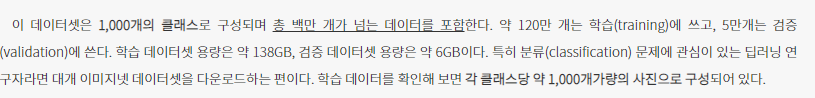 이 데이터셋은 1,000개의 클래스로 구성되며 총 백만 개가 넘는 데이터를 포함한다. 약 120만 개는 학습(training)에 쓰고, 5만개는 검증
(validation)에 쓴다. 학습 데이터셋 용량은 약 138GB, 검증 데이터셋 용량은 약 6GB이다. 특히 분류(classification) 문제에 관심이 있는 딥러닝 연
구자라면 대개 이미지넷 데이터셋을 다운로드하는 편이다. 학습 데이터를 확인해 보면 각 클래스당 약 1,000개가량의 사진으로 구성되어 있다.